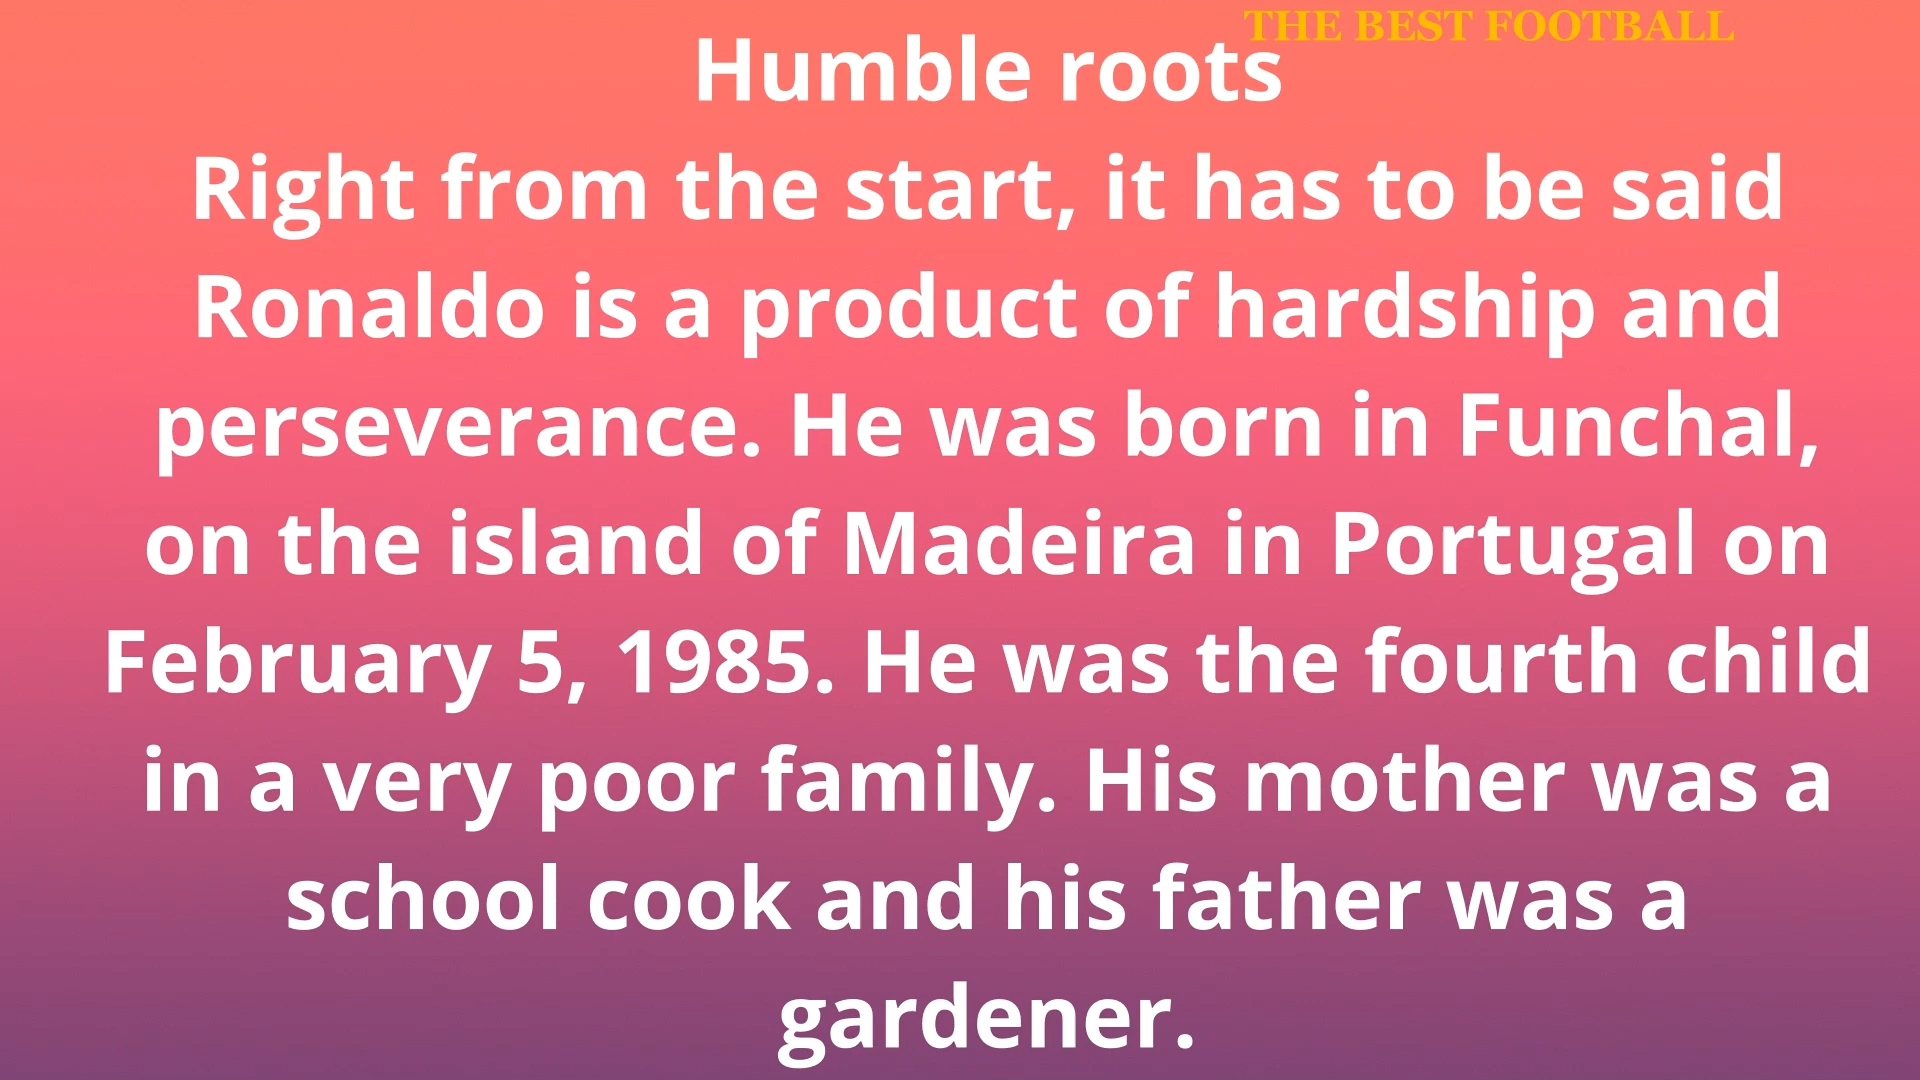 THE BEST FOOTBALL
Humble roots
Right from the start, it has to be said
Ronaldo is a product of hardship and
perseverance. He was born in Funchal,
on the island of Madeira in Portugal on
February 5, 1985. He was the fourth child
in a very poor family. His mother was a
school cook and his father was a
gardener.